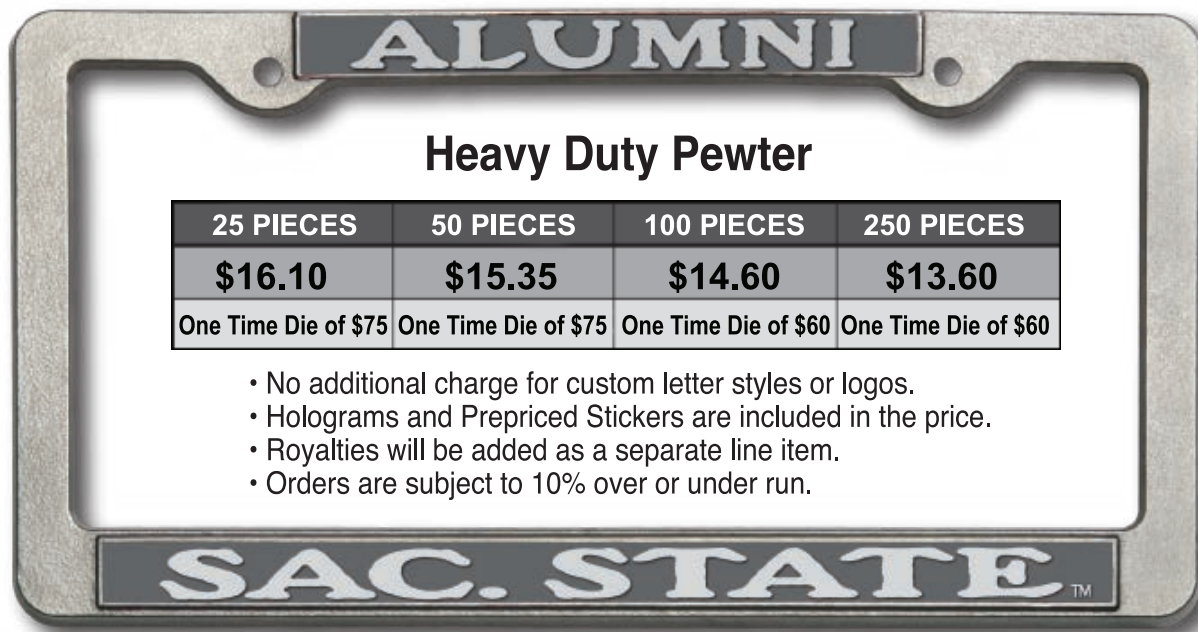 ALUMNI
Heavy Duty Pewter
25 PIECES 50 PIECES 100 PIECES 250 PIECES
$16.10 $15.35 $14.60 $13.60
One Time Die of $75 One Time Die of $75 One Time Die of $60 One Time Die of $60
• No additional charge for custom letter styles or logos.
• Holograms and Prepriced Stickers are included in the price.
• Royalties will be added as a separate line item.
• Orders are subject to 10% over or under run.
SAC. STATE™